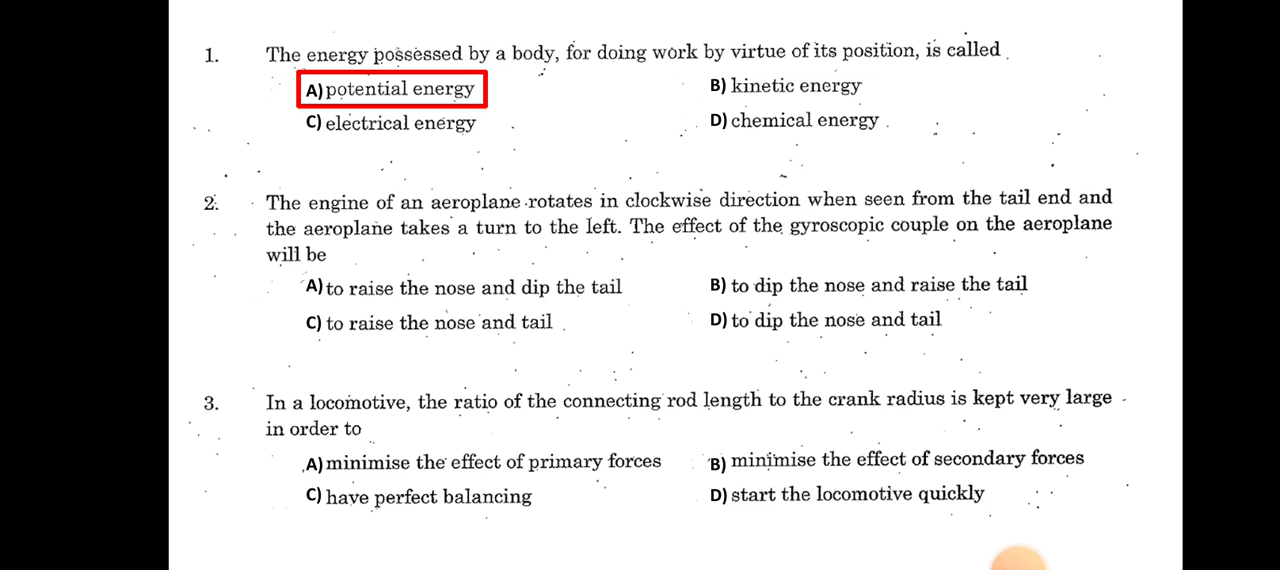 1. The energy possessed by a body, for doing work by virtue of its position, is called
A) potential energy B) kinetic energy
C) electrical energy D) chemical energy
2. The engine of an aeroplane rotates in clockwise direction when seen from the tail end and
the aeroplane takes a turn to the left. The effect of the gyroscopic couple on the aeroplane
will be
A) to raise the nose and dip the tail B) to dip the nose and raise the tail
C) to raise the nose and tail D) to dip the nose and tail
3. In a locomotive, the ratio of the connecting rod length to the crank radius is kept very large
in order to
A) minimise the effect of primary forces B) minimise the effect of secondary forces
C) have perfect balancing D) start the locomotive quickly